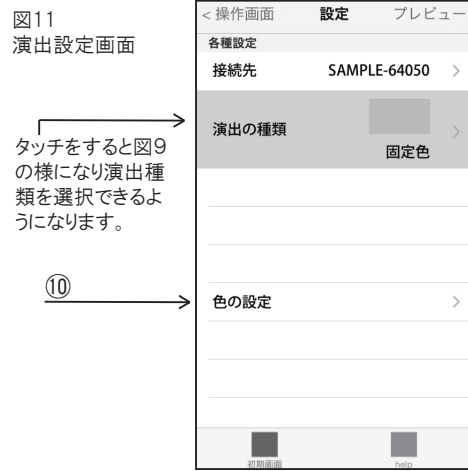 図11
演出設定画面
タッチをすると図9
の様になり演出種
類を選択できるよ
うになります。
⑩
< 操作画面 設定 プレビュー
各種設定
接続先 SAMPLE-64050 >
演出の種類 >
固定色
色の設定 >
初期画面 help